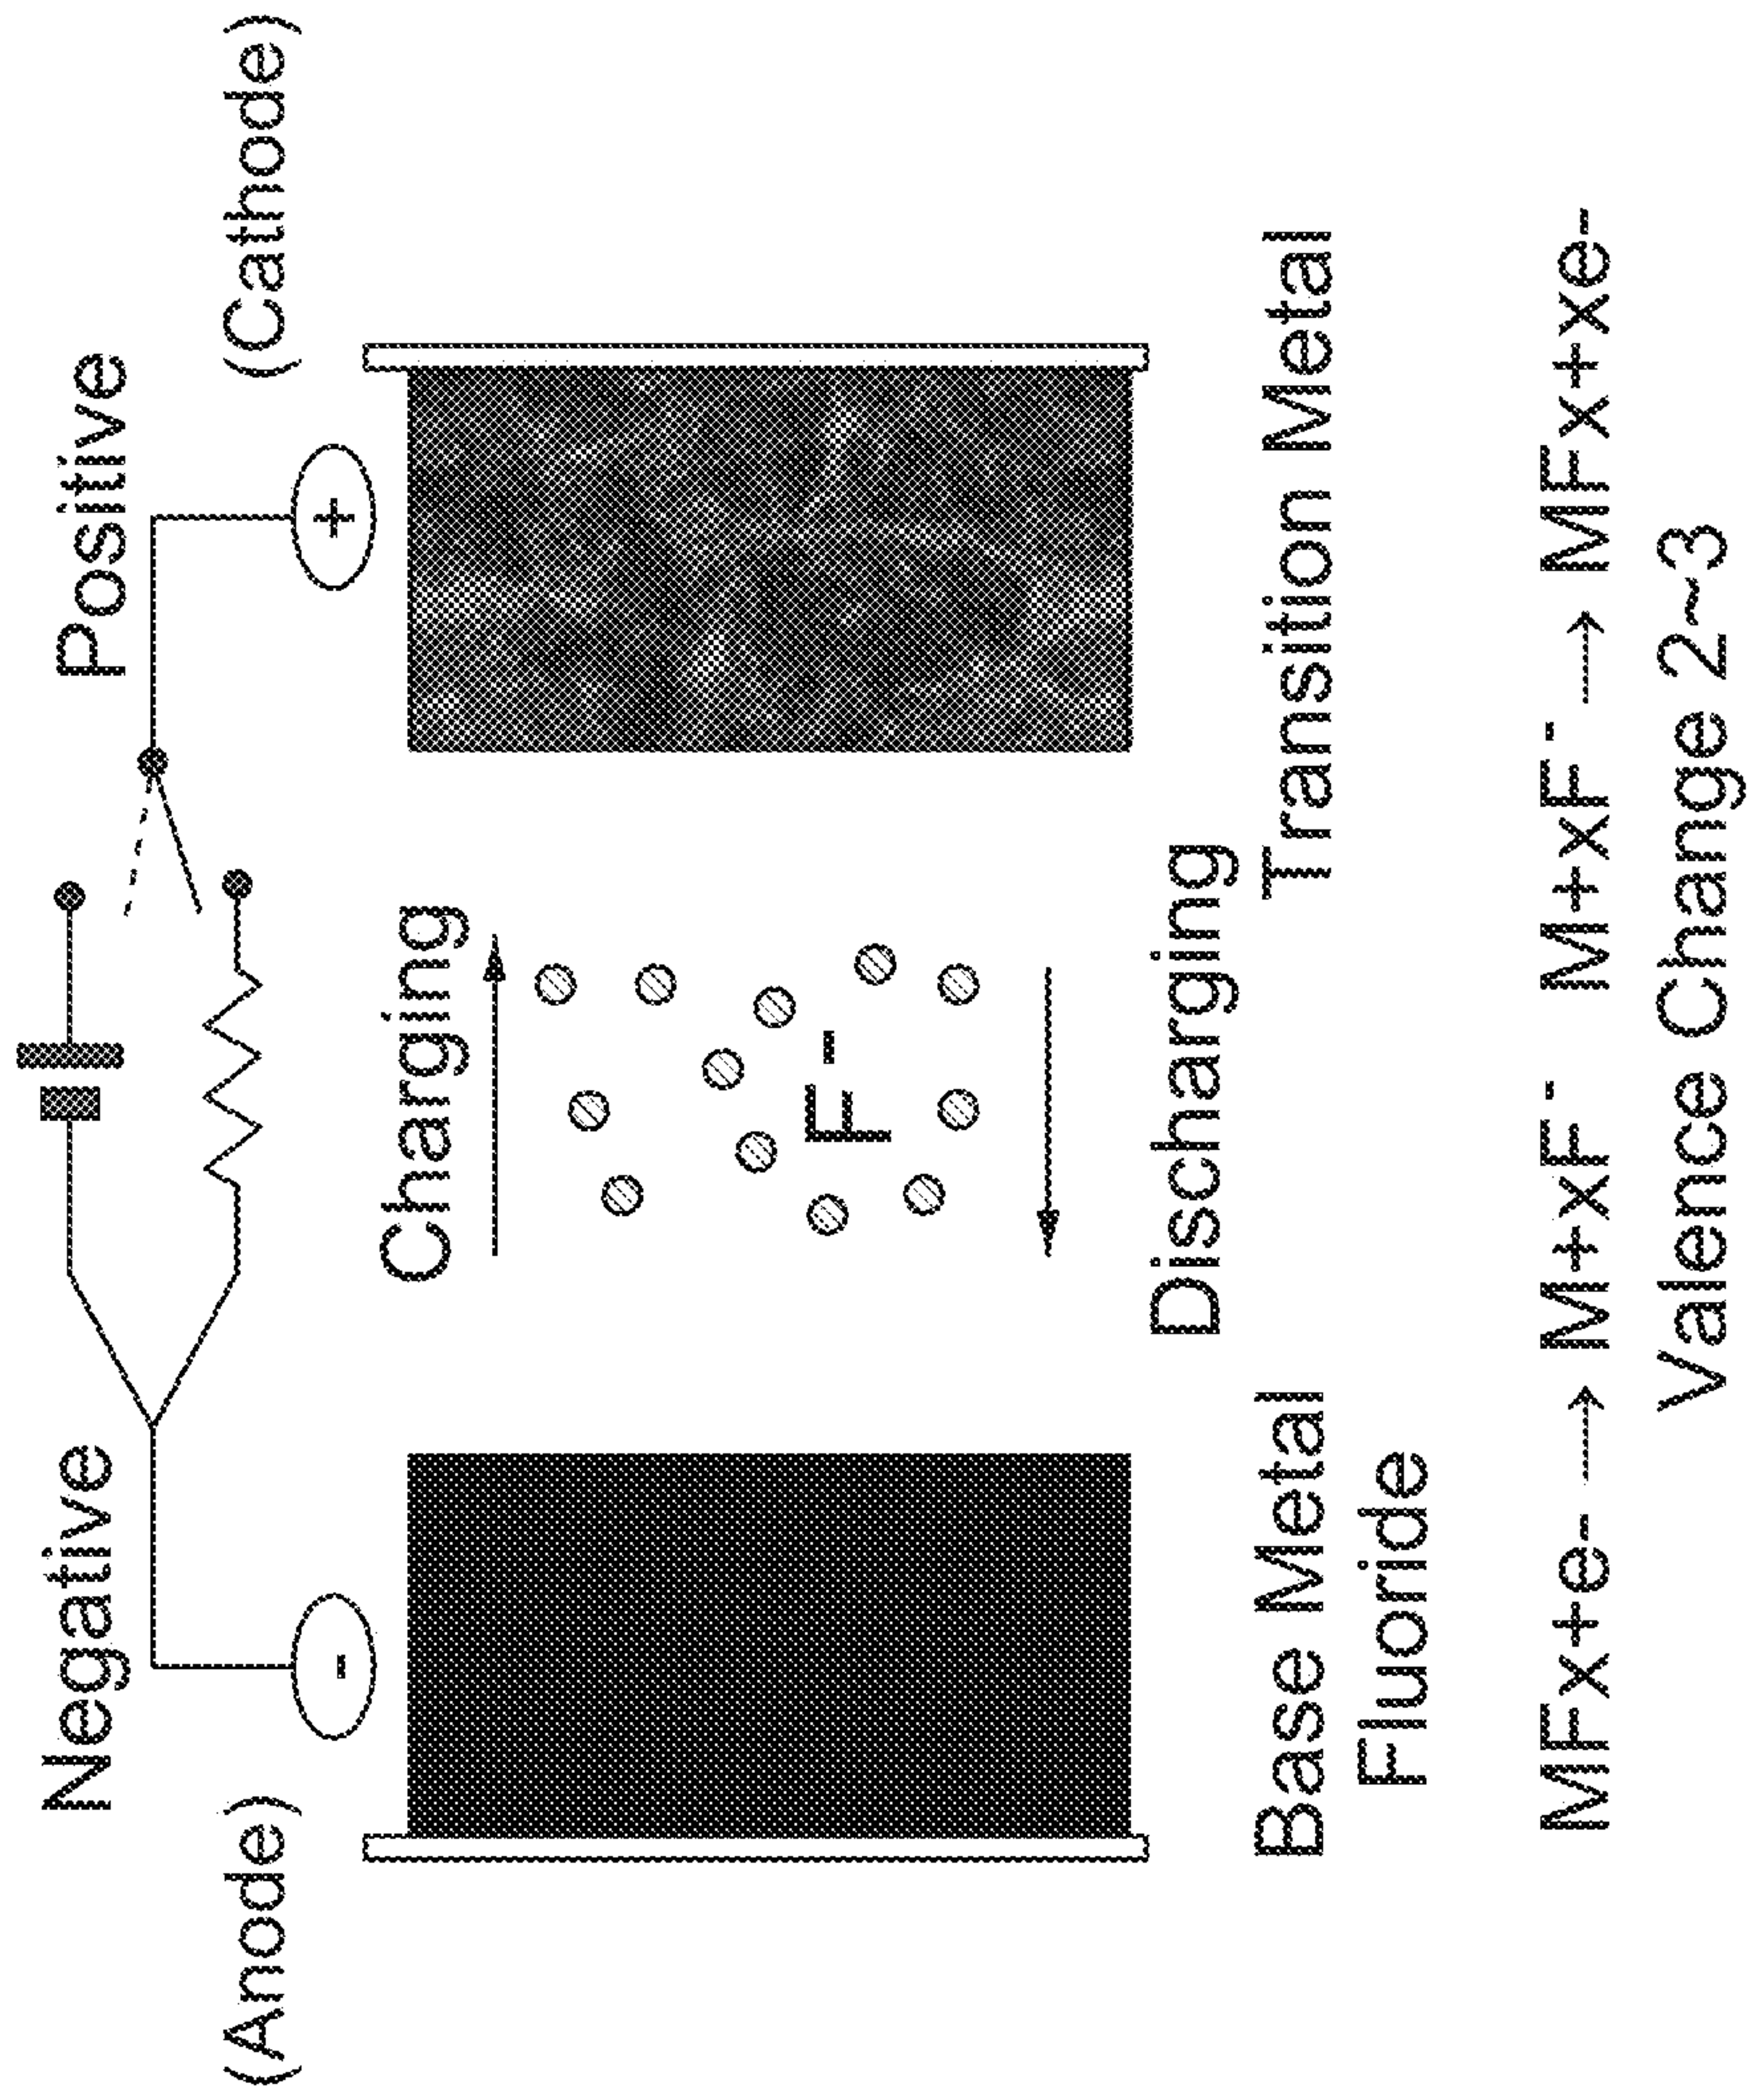 Negative Positive
(Anode) (Cathode)
- +
Charging
F-
Discharging
Base Metal Transition Metal
Fluoride
MFx+e- → M+xF- M+xF- → MFx+xe-
Valence Change 2~3